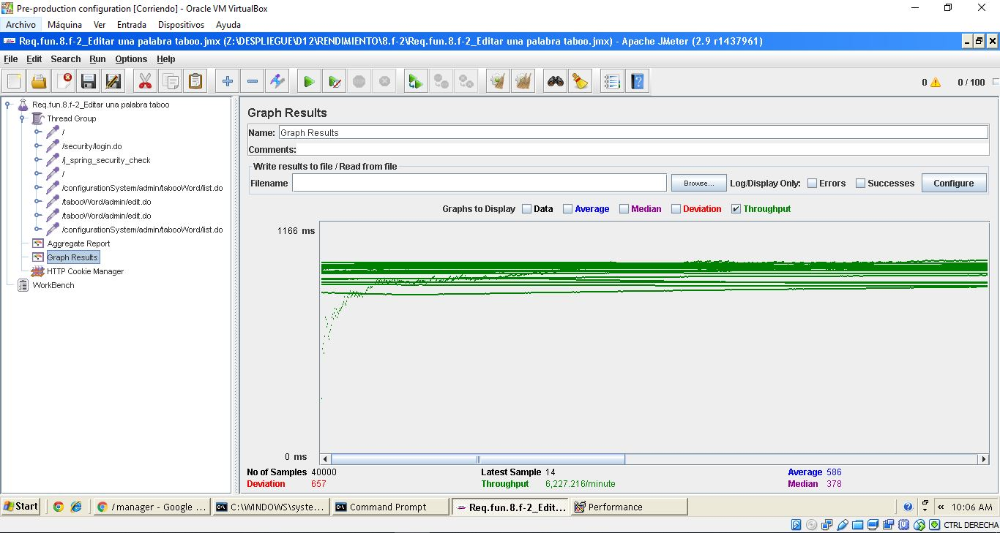 Pre-production configuration [Corriendo] - Oracle VM VirtualBox
Archivo Máquina Ver Entrada Dispositivos Ayuda
Req.fun.8.f-2_Editar una palabra taboo.jmx (Z:\DESPLIEGUE\D12\RENDIMIENTO\8.f-2\Req.fun.8.f-2_Editar una palabra taboo.jmx) - Apache JMeter (2.9 r1437961)
File Edit Search Run Options Help
0 0 / 100
Req.fun.8.f-2_Editar una palabra taboo
Thread Group
/
/security/login.do
/j_spring_security_check
/
/configurationSystem/admin/tabooWord/list.do
/tabooWord/admin/edit.do
/tabooWord/admin/edit.do
/configurationSystem/admin/tabooWord/list.do
Aggregate Report
Graph Results
HTTP Cookie Manager
WorkBench
Graph Results
Name: Graph Results
Comments:
Write results to file / Read from file
Filename Browse... Log/Display Only: Errors Successes Configure
Graphs to Display Data Average Median Deviation Throughput
1166 ms
0 ms
No of Samples 40000 Latest Sample 14 Average 586
Deviation 657 Throughput 6,227.216/minute Median 378
Start /manager - Google ... C:\WINDOWS\syste... Command Prompt Req.fun.8.f-2_Edit... Performance « 10:06 AM
CTRL DERECHA